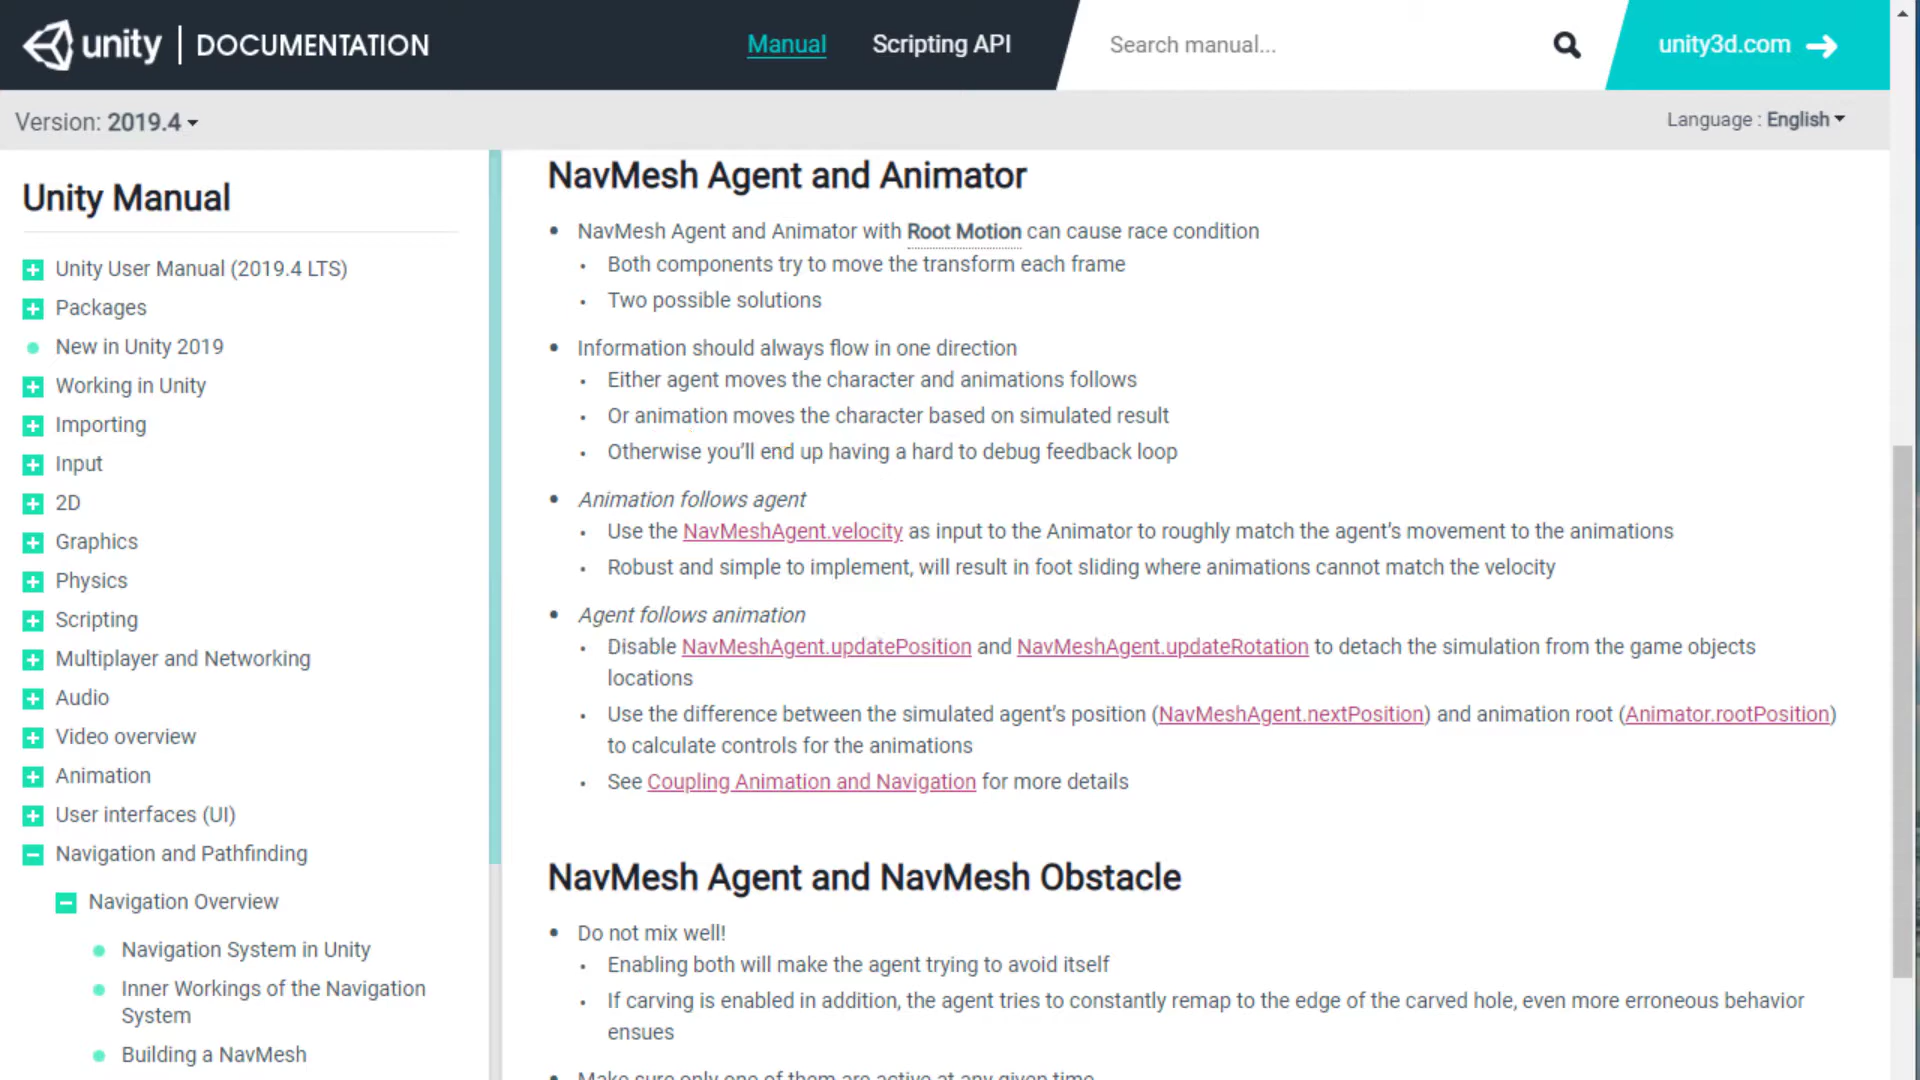 unity | DOCUMENTATION
Manual
Scripting API
Search manual...
unity3d.com
Version: 2019.4
Language : English
Unity Manual
Unity User Manual (2019.4 LTS)
Packages
New in Unity 2019
Working in Unity
Importing
Input
2D
Graphics
Physics
Scripting
Multiplayer and Networking
Audio
Video overview
Animation
User interfaces (UI)
Navigation and Pathfinding
Navigation Overview
Navigation System in Unity
Inner Workings of the Navigation
System
Building a NavMesh
NavMesh Agent and Animator
NavMesh Agent and Animator with Root Motion can cause race condition
Both components try to move the transform each frame
Two possible solutions
Information should always flow in one direction
Either agent moves the character and animations follows
Or animation moves the character based on simulated result
Otherwise you'll end up having a hard to debug feedback loop
Animation follows agent
Use the NavMeshAgent.velocity as input to the Animator to roughly match the agent's movement to the animations
Robust and simple to implement, will result in foot sliding where animations cannot match the velocity
Agent follows animation
Disable NavMeshAgent.updatePosition and NavMeshAgent.updateRotation to detach the simulation from the game objects
locations
Use the difference between the simulated agent's position (NavMeshAgent.nextPosition) and animation root (Animator.rootPosition)
to calculate controls for the animations
See Coupling Animation and Navigation for more details
NavMesh Agent and NavMesh Obstacle
Do not mix well!
Enabling both will make the agent trying to avoid itself
If carving is enabled in addition, the agent tries to constantly remap to the edge of the carved hole, even more erroneous behavior
ensues
Make sure only one of them are active at any given time